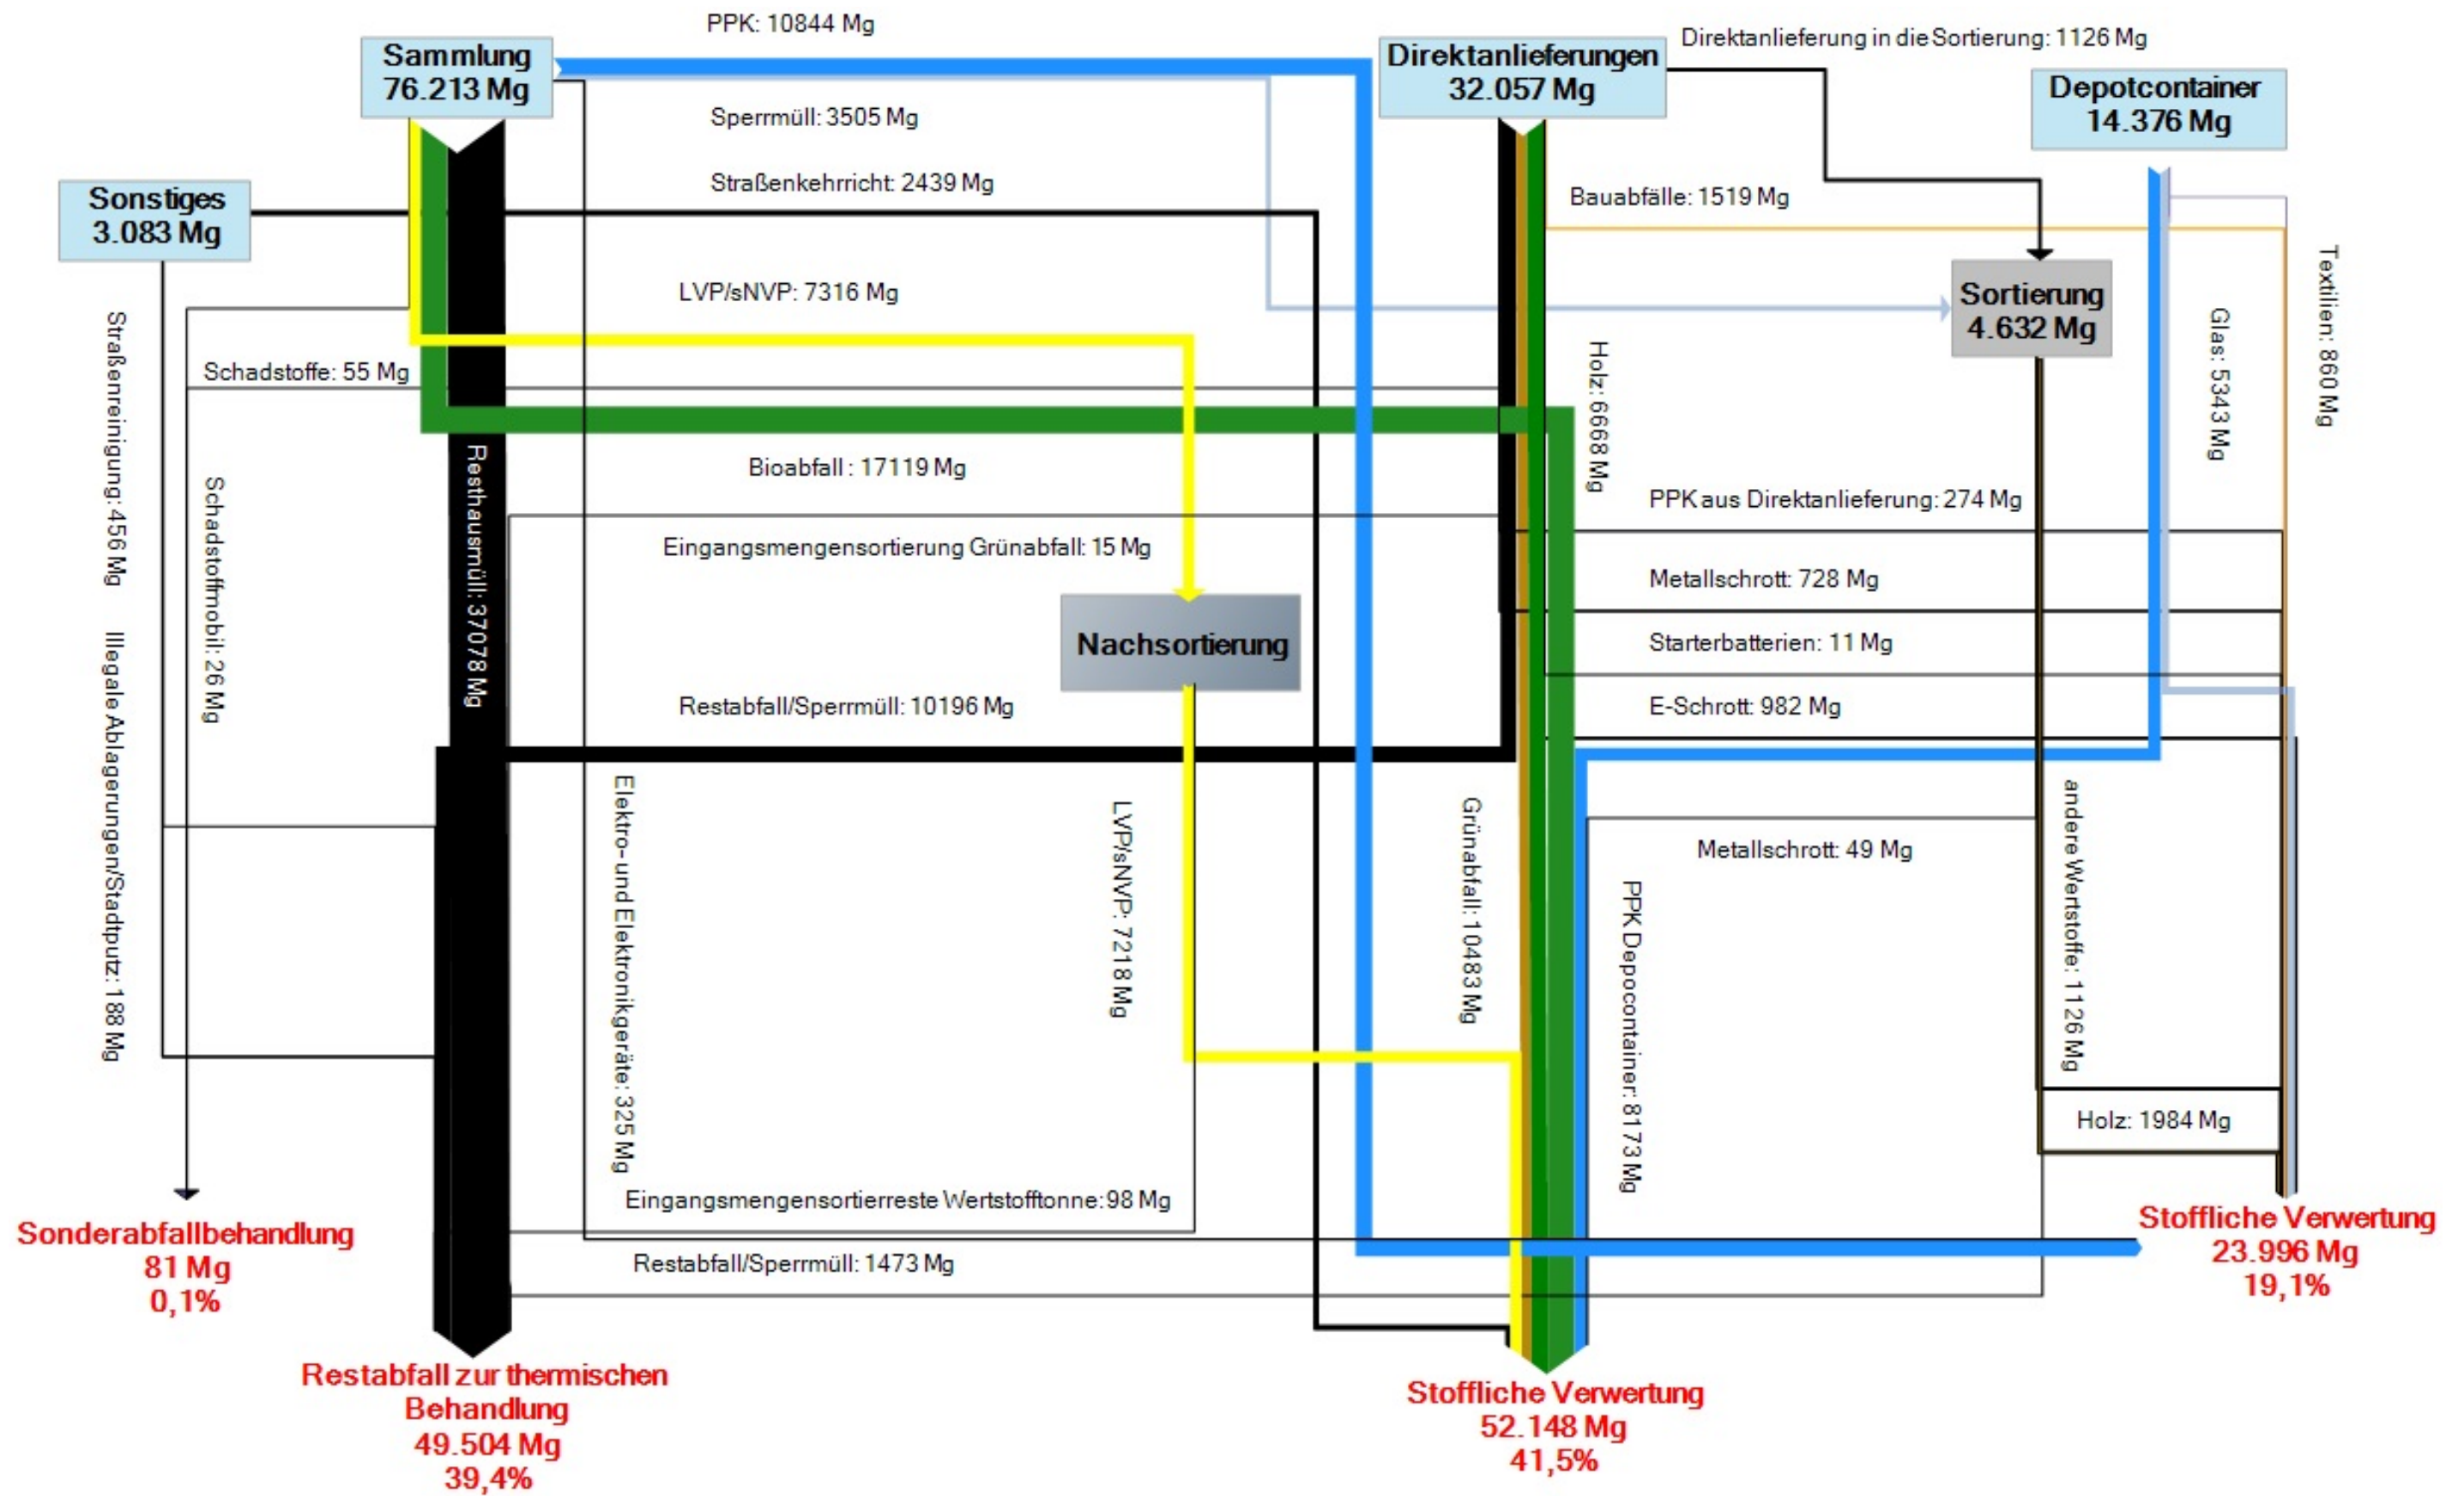 PPK: 10844 Mg
Sammlung
76.213 Mg
Direktanlieferungen
32.057 Mg
Direktanlieferung in die Sortierung: 1126 Mg
Depotcontainer
14.376 Mg
Sperrmüll: 3505 Mg
Straßenkehrricht: 2439 Mg
Sonstiges
3.083 Mg
Bauabfälle: 1519 Mg
LVP/sNVP: 7316 Mg
Sortierung
4.632 Mg
Textilien: 860 Mg
Glas: 5343 Mg
Holz: 6668 Mg
Straßenreinigung: 456 Mg
Schadstoffe: 55 Mg
Schadstoffmobil: 26 Mg
Resthausmüll: 37078 Mg
Bioabfall : 17119 Mg
PPK aus Direktanlieferung: 274 Mg
Eingangsmengensortierung Grünabfall: 15 Mg
Metallschrott: 728 Mg
Nachsortierung
Starterbatterien: 11 Mg
Illegale Ablagerungen/Stadtputz: 188 Mg
Restabfall/Sperrmüll: 10196 Mg
E-Schrott: 982 Mg
Elektro- und Elektronikgeräte: 325 Mg
LVP/sNVP: 7218 Mg
Grünabfall: 10483 Mg
Metallschrott: 49 Mg
PPK Depocontainer: 8173 Mg
andere Wertstoffe: 1126 Mg
Holz: 1984 Mg
Eingangsmengensortierreste Wertstofftonne: 98 Mg
Sonderabfallbehandlung
81 Mg
0,1%
Restabfall/Sperrmüll: 1473 Mg
Stoffliche Verwertung
23.996 Mg
19,1%
Restabfall zur thermischen
Behandlung
49.504 Mg
39,4%
Stoffliche Verwertung
52.148 Mg
41,5%